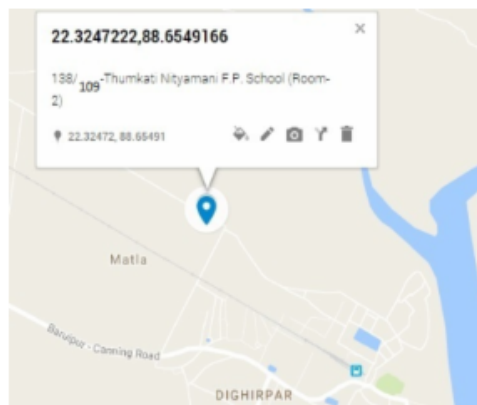 22.3247222,88.6549166
138/109-Thumkati Nityamani F.P. School (Room-
2)
22.32472, 88.65491
Matla
Baruipur - Canning Road
DIGHIRPAR